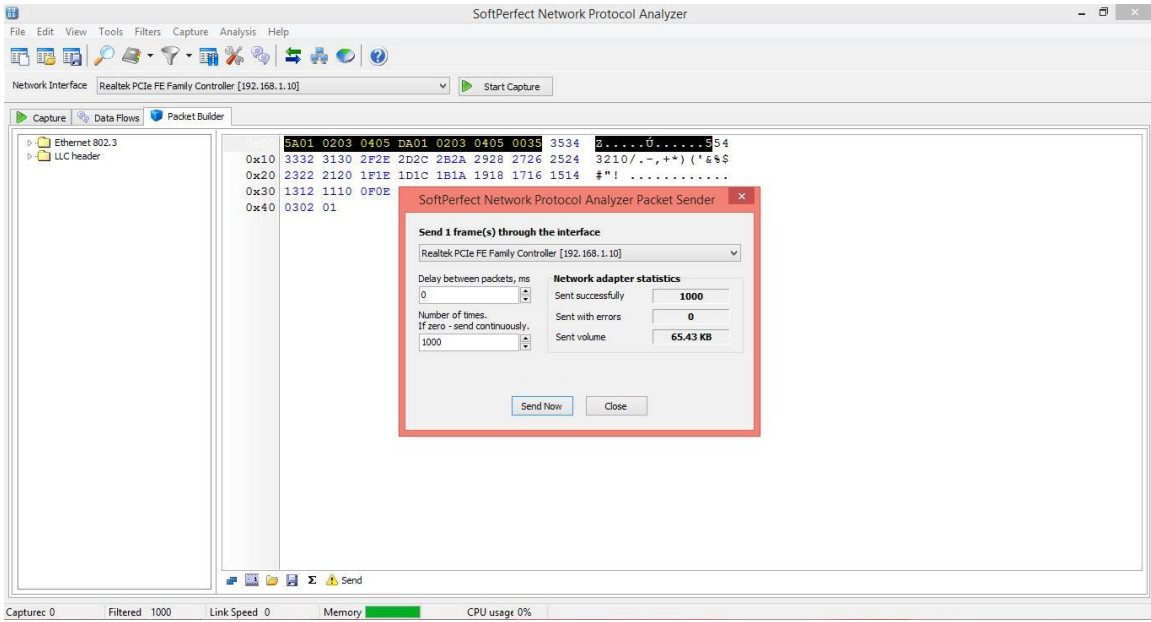 SoftPerfect Network Protocol Analyzer
File Edit View Tools Filters Capture Analysis Help
Network Interface Realtek PCIe FE Family Controller [192.168.1.10] Start Capture
Capture Data Flows Packet Builder
Ethernet 802.3
LLC header
0x00 5A01 0203 0405 DA01 0203 0405 0035 3534 Z.....Ú......554
0x10 3332 3130 2F2E 2D2C 2B2A 2928 2726 2524 3210/.-,+*)('&%$
0x20 2322 2120 1F1E 1D1C 1B1A 1918 1716 1514 #"! ............
0x30 1312 1110 0F0E
0x40 0302 01
SoftPerfect Network Protocol Analyzer Packet Sender
Send 1 frame(s) through the interface
Realtek PCIe FE Family Controller [192.168.1.10]
Delay between packets, ms
0
Number of times.
If zero - send continuously.
1000
Network adapter statistics
Sent successfully 1000
Sent with errors 0
Sent volume 65.43 KB
Send Now Close
Σ Send
Captured 0 Filtered 1000 Link Speed 0 Memory CPU usage 0%